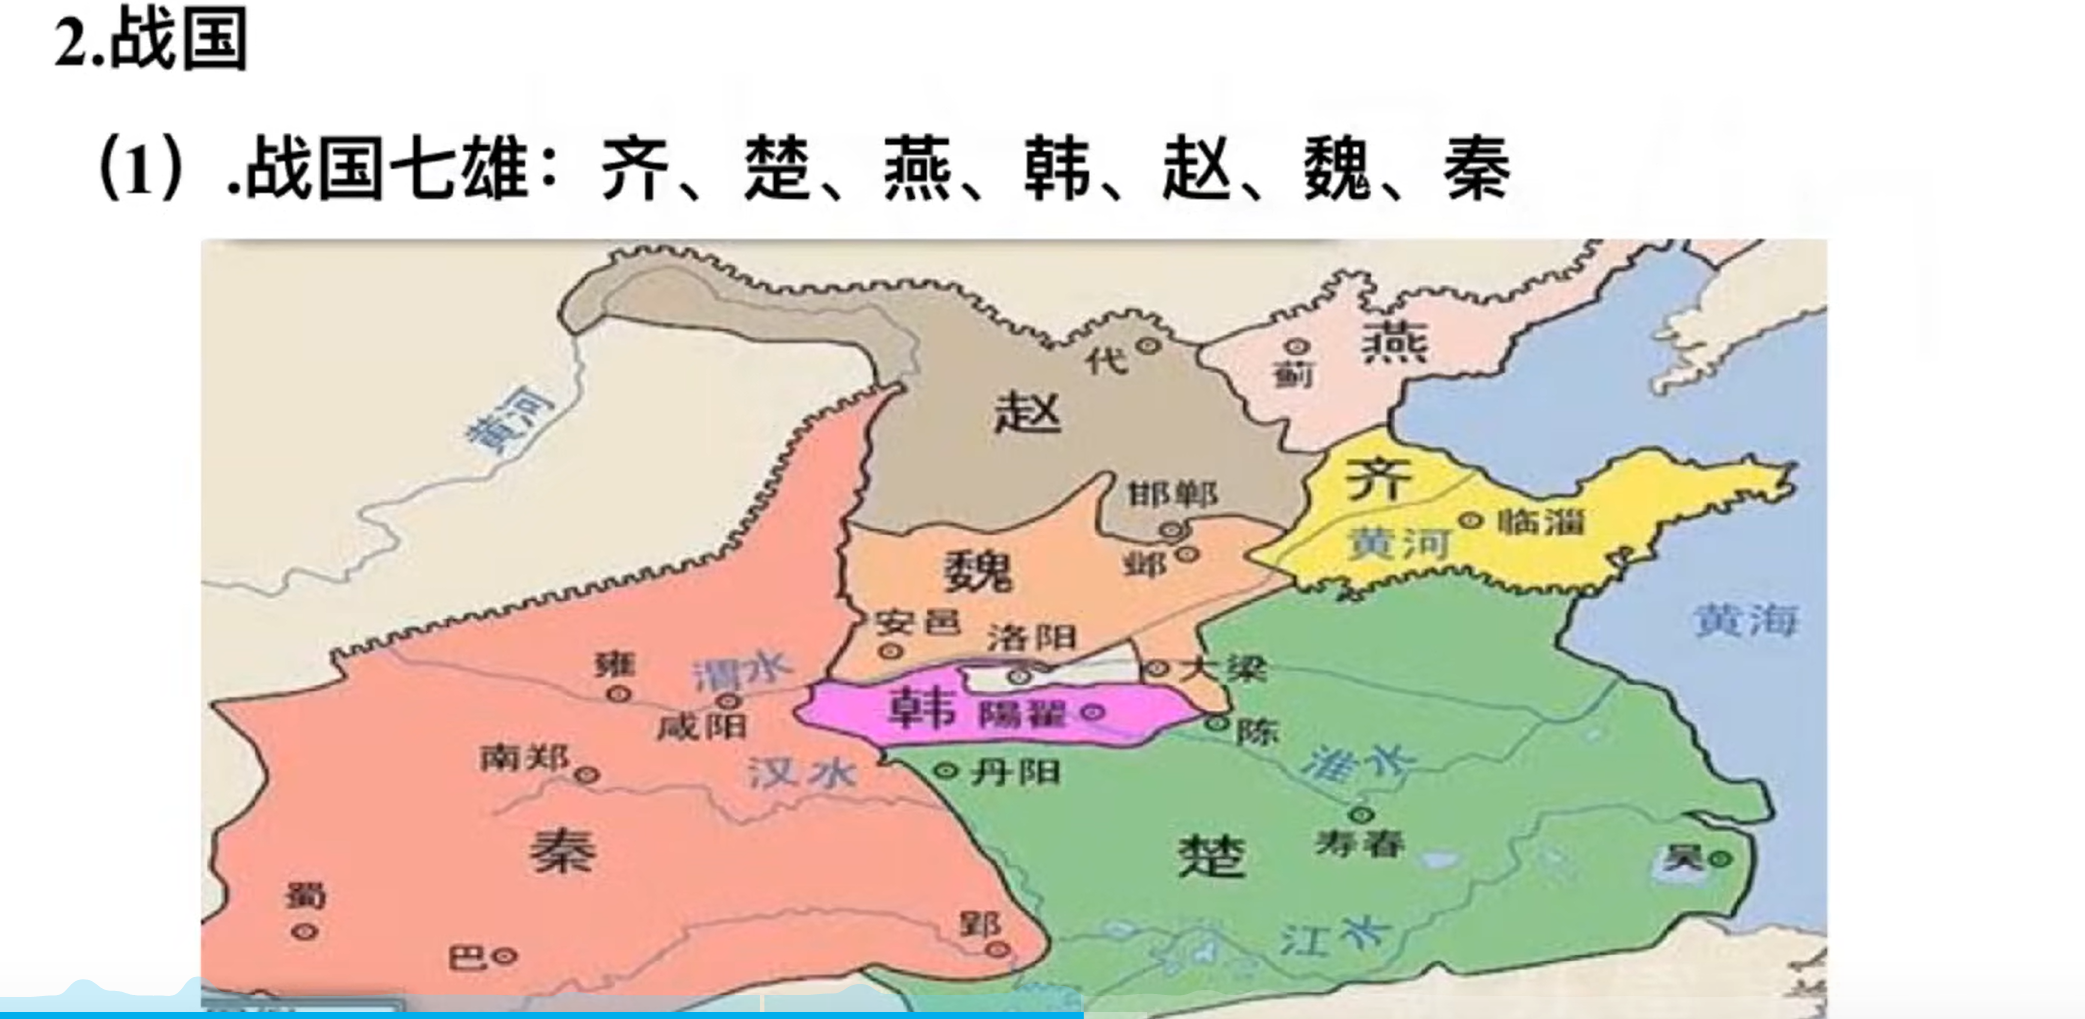 2.战国
（1）.战国七雄：齐、楚、燕、韩、赵、魏、秦
代
燕
蓟
黄河
赵
齐
邯郸
临淄
黄河
魏
邺
安邑
洛阳
黄海
雍
渭水
大梁
韩
陽翟
咸阳
陈
南郑
汉水
丹阳
淮水
秦
楚
寿春
吴
蜀
郢
江水
巴